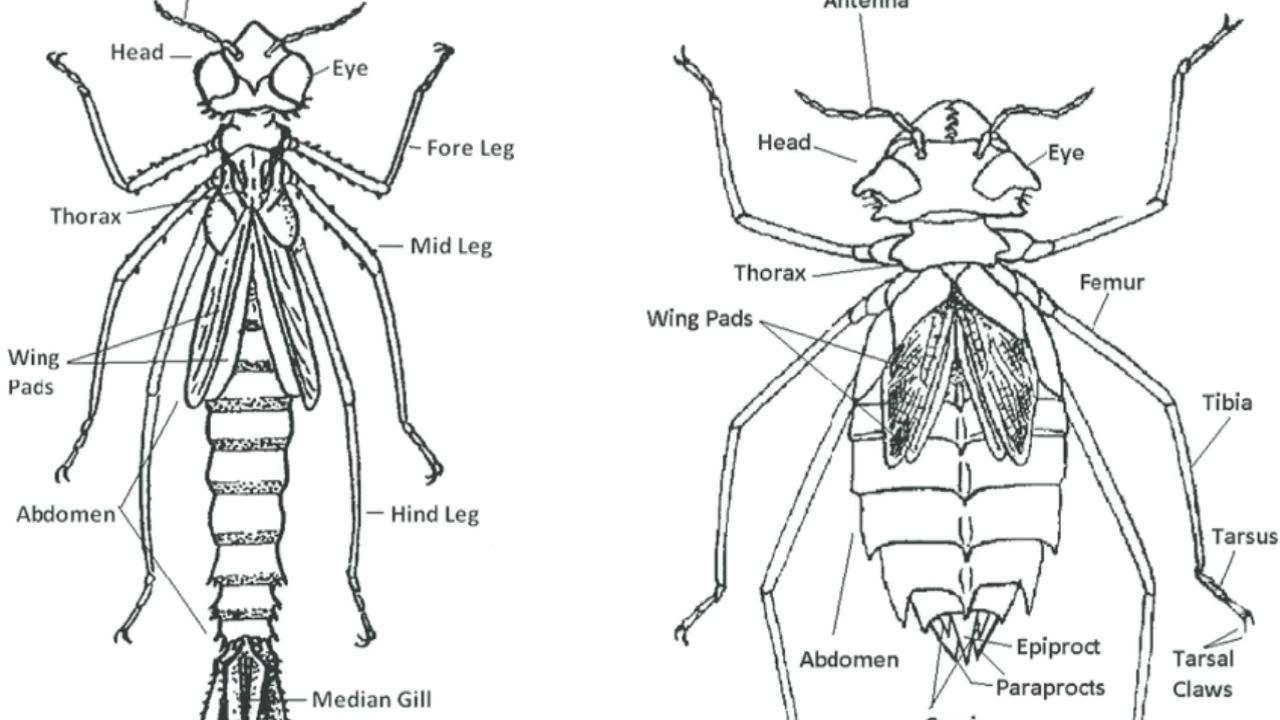 Head
Eye
Fore Leg
Thorax
Mid Leg
Wing
Pads
Abdomen
Hind Leg
Median Gill
Antenna
Head
Eye
Thorax
Femur
Wing Pads
Tibia
Tarsus
Abdomen
Epiproct
Paraprocts
Tarsal
Claws